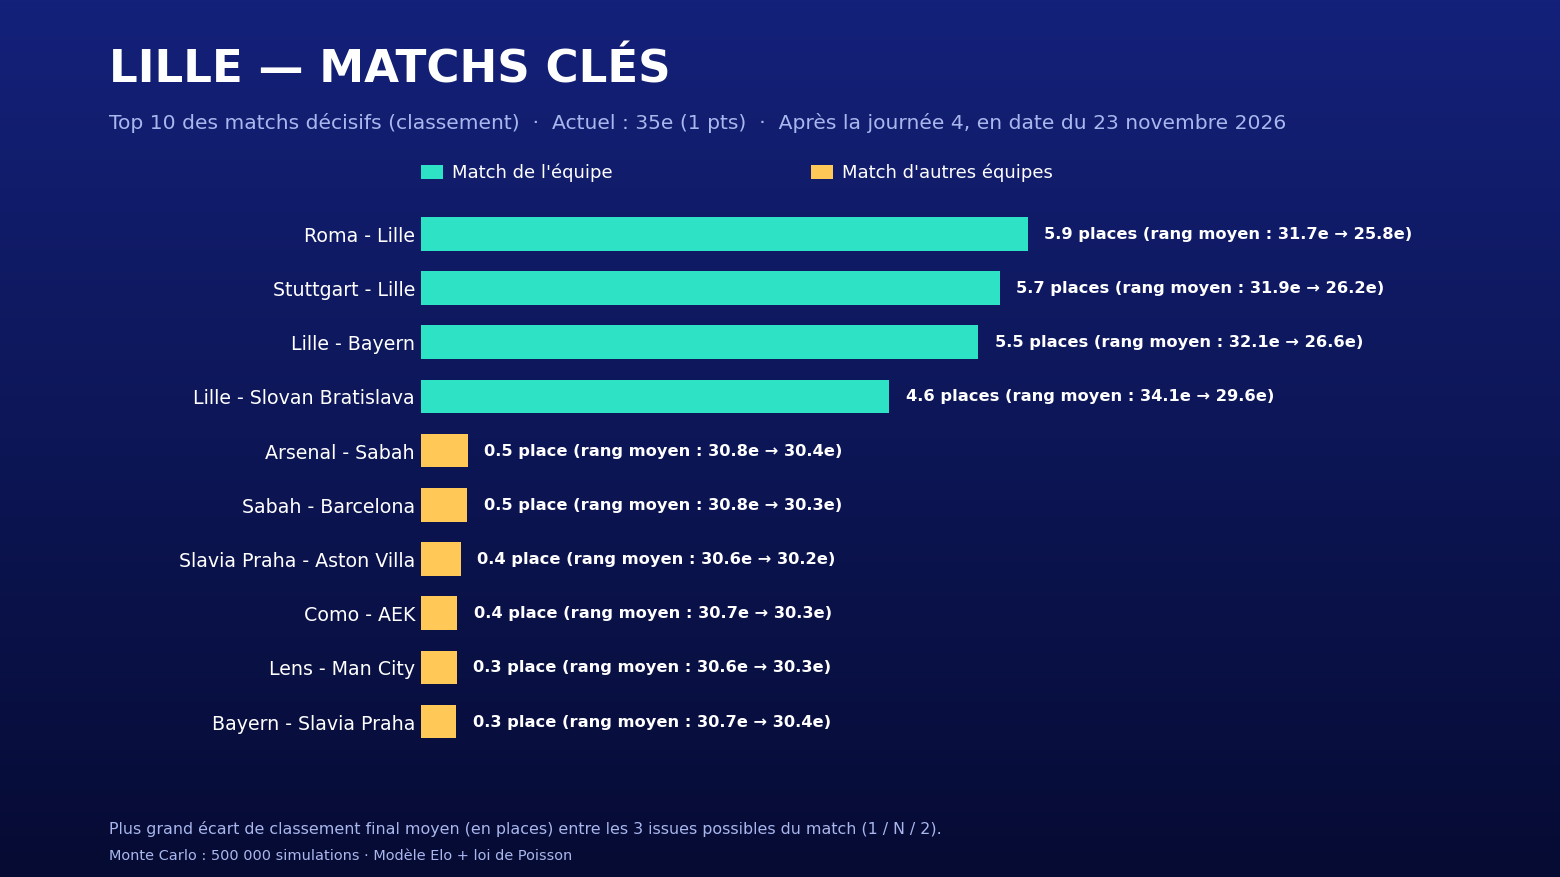 LILLE — MATCHS CLÉS
Top 10 des matchs décisifs (classement)  ·  Actuel : 35e (1 pts)  ·  Après la journée 4, en date du 23 novembre 2026
Match de l'équipe
Match d'autres équipes
Roma - Lille 5.9 places (rang moyen : 31.7e → 25.8e)
Stuttgart - Lille 5.7 places (rang moyen : 31.9e → 26.2e)
Lille - Bayern 5.5 places (rang moyen : 32.1e → 26.6e)
Lille - Slovan Bratislava 4.6 places (rang moyen : 34.1e → 29.6e)
Arsenal - Sabah 0.5 place (rang moyen : 30.8e → 30.4e)
Sabah - Barcelona 0.5 place (rang moyen : 30.8e → 30.3e)
Slavia Praha - Aston Villa 0.4 place (rang moyen : 30.6e → 30.2e)
Como - AEK 0.4 place (rang moyen : 30.7e → 30.3e)
Lens - Man City 0.3 place (rang moyen : 30.6e → 30.3e)
Bayern - Slavia Praha 0.3 place (rang moyen : 30.7e → 30.4e)
Plus grand écart de classement final moyen (en places) entre les 3 issues possibles du match (1 / N / 2).
Monte Carlo : 500 000 simulations · Modèle Elo + loi de Poisson